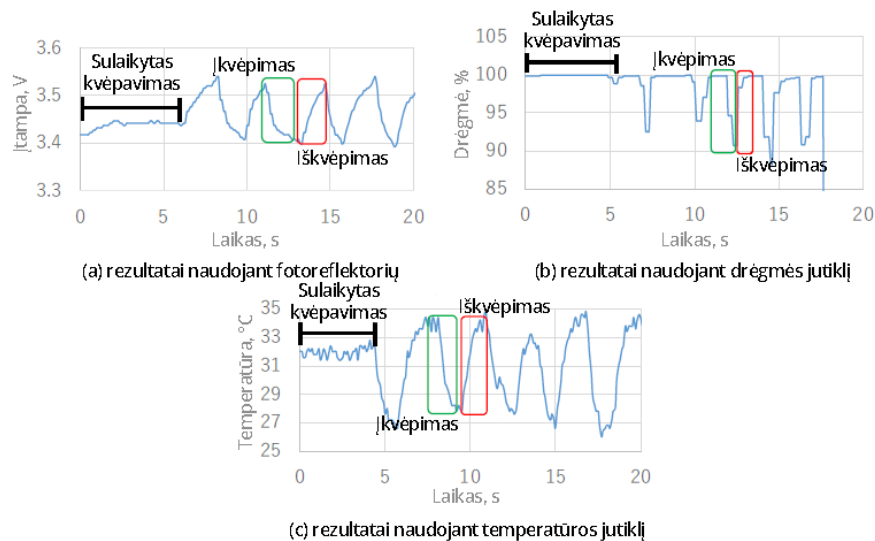 3.6
3.5
3.4
3.3
Įtampa, V
Sulaikytas
kvėpavimas
Įkvėpimas
Iškvėpimas
0 5 10 15 20
Laikas, s
(a) rezultatai naudojant fotoreflektorių
105
100
95
90
85
Drėgmė, %
Sulaikytas
kvėpavimas
Įkvėpimas
Iškvėpimas
0 5 10 15 20
Laikas, s
(b) rezultatai naudojant drėgmės jutiklį
35
33
31
29
27
25
Temperatūra, °C
Sulaikytas
kvėpavimas
Iškvėpimas
Įkvėpimas
0 5 10 15 20
Laikas, s
(c) rezultatai naudojant temperatūros jutiklį